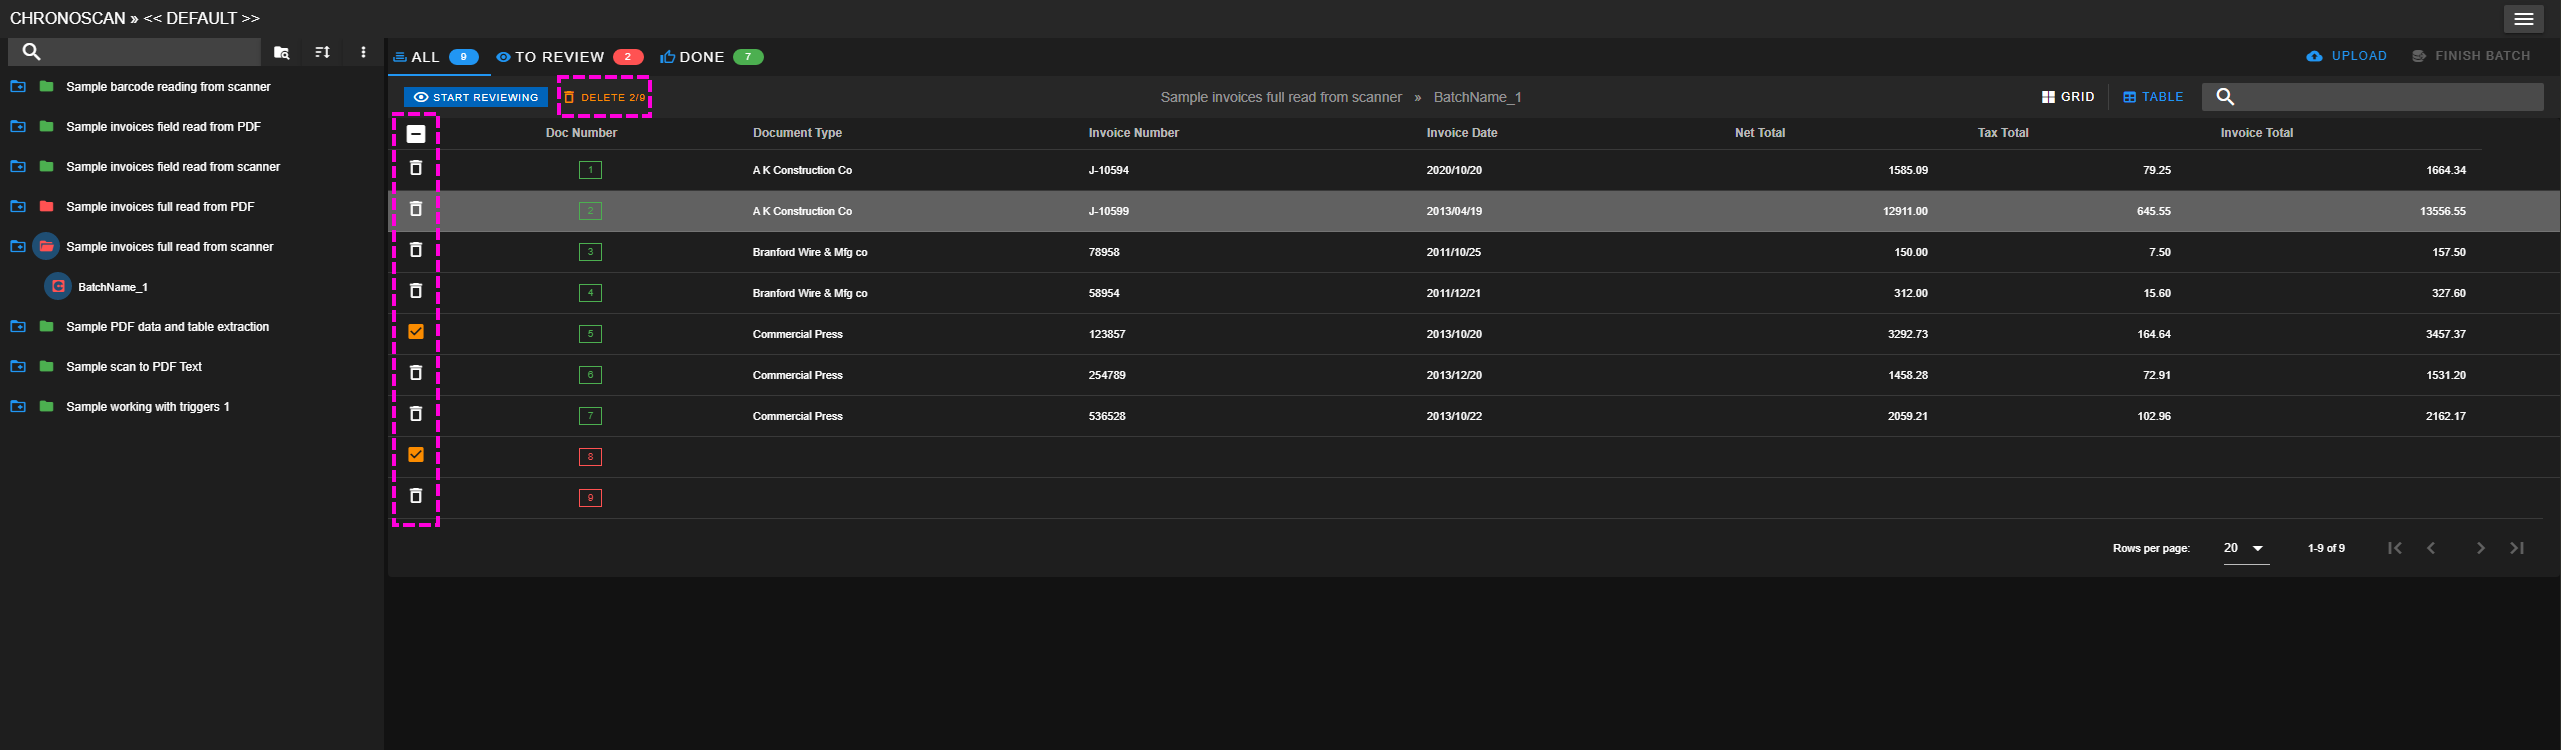 CHRONOSCAN » << DEFAULT >>
ALL 9 TO REVIEW 2 DONE 7 UPLOAD FINISH BATCH
START REVIEWING DELETE 2/9 Sample invoices full read from scanner » BatchName_1 GRID TABLE
Sample barcode reading from scanner
Sample invoices field read from PDF
Sample invoices field read from scanner
Sample invoices full read from PDF
Sample invoices full read from scanner
BatchName_1
Sample PDF data and table extraction
Sample scan to PDF Text
Sample working with triggers 1
Doc Number Document Type Invoice Number Invoice Date Net Total Tax Total Invoice Total
1 A K Construction Co J-10594 2020/10/20 1585.09 79.25 1664.34
2 A K Construction Co J-10599 2013/04/19 12911.00 645.55 13556.55
3 Branford Wire & Mfg co 78958 2011/10/25 150.00 7.50 157.50
4 Branford Wire & Mfg co 58954 2011/12/21 312.00 15.60 327.60
5 Commercial Press 123857 2013/10/20 3292.73 164.64 3457.37
6 Commercial Press 254789 2013/12/20 1458.28 72.91 1531.20
7 Commercial Press 536528 2013/10/22 2059.21 102.96 2162.17
8
9
Rows per page: 20 1-9 of 9